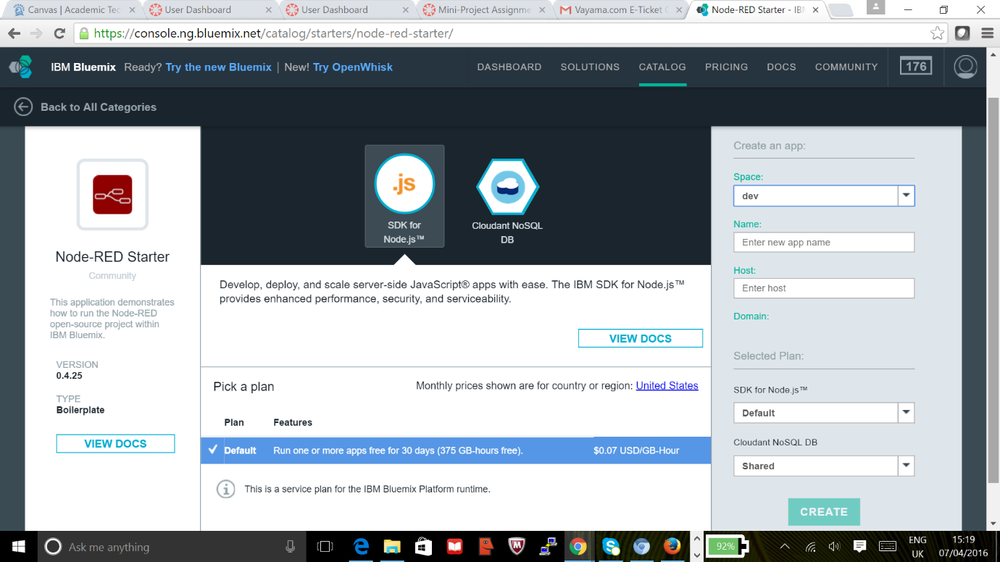 Canvas | Academic Tech
User Dashboard
User Dashboard
Mini-Project Assignme
Vayama.com E-Ticket
Node-RED Starter - IBM
https://console.ng.bluemix.net/catalog/starters/node-red-starter/
IBM Bluemix Ready? Try the new Bluemix | New! Try OpenWhisk
DASHBOARD SOLUTIONS CATALOG PRICING DOCS COMMUNITY 176
Back to All Categories
Node-RED Starter
Community
This application demonstrates
how to run the Node-RED
open-source project within
IBM Bluemix.
VERSION
0.4.25
TYPE
Boilerplate
VIEW DOCS
.js
SDK for
Node.js™
Cloudant NoSQL
DB
Develop, deploy, and scale server-side JavaScript® apps with ease. The IBM SDK for Node.js™
provides enhanced performance, security, and serviceability.
VIEW DOCS
Pick a plan
Monthly prices shown are for country or region: United States
Plan Features
Default Run one or more apps free for 30 days (375 GB-hours free). $0.07 USD/GB-Hour
This is a service plan for the IBM Bluemix Platform runtime.
Create an app:
Space:
dev
Name:
Enter new app name
Host:
Enter host
Domain:
Selected Plan:
SDK for Node.js™
Default
Cloudant NoSQL DB
Shared
CREATE
Ask me anything
92%
ENG
UK
15:19
07/04/2016